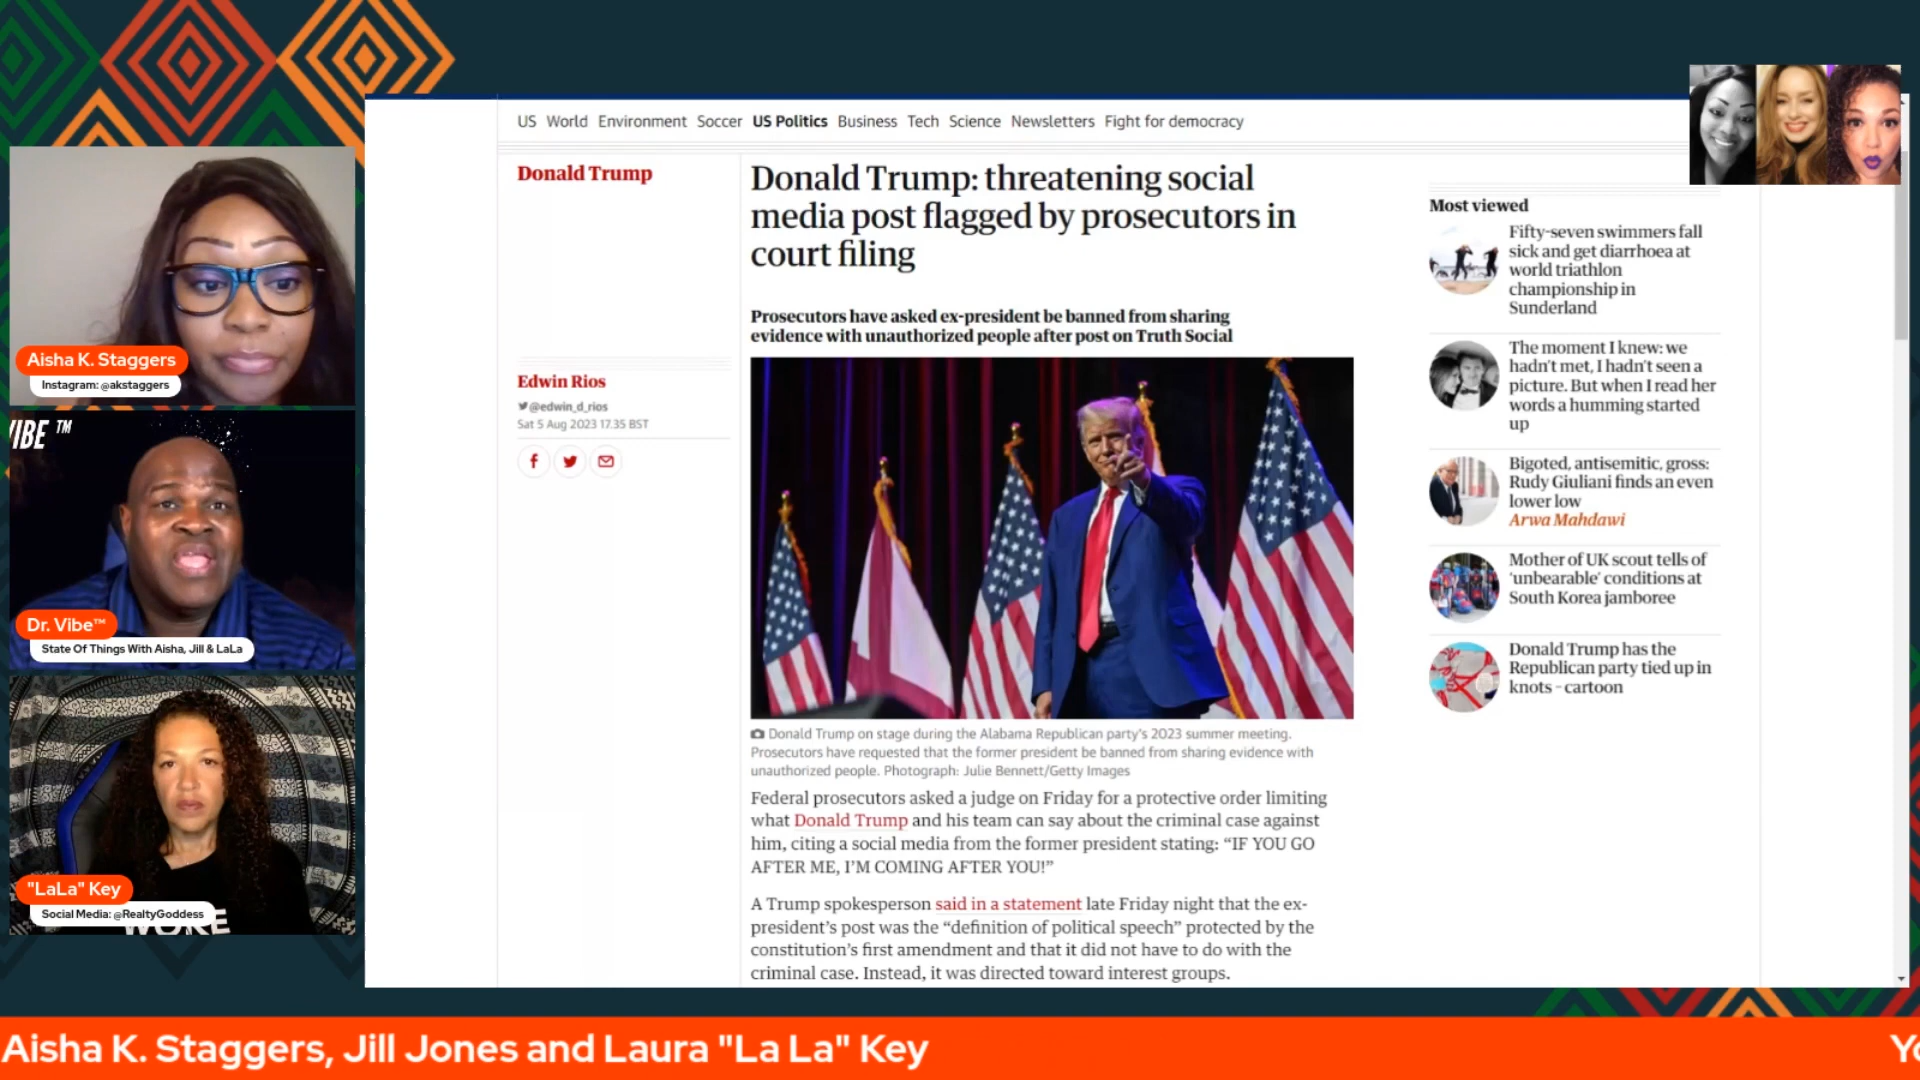 US World Environment Soccer US Politics Business Tech Science Newsletters Fight for democracy
Donald Trump
Donald Trump: threatening social
media post flagged by prosecutors in
court filing
Prosecutors have asked ex-president be banned from sharing
evidence with unauthorized people after post on Truth Social
Edwin Rios
@edwin_d_rios
Sat 5 Aug 2023 17.35 BST
Donald Trump on stage during the Alabama Republican party's 2023 summer meeting.
Prosecutors have requested that the former president be banned from sharing evidence with
unauthorized people. Photograph: Julie Bennett/Getty Images
Federal prosecutors asked a judge on Friday for a protective order limiting
what Donald Trump and his team can say about the criminal case against
him, citing a social media from the former president stating: “IF YOU GO
AFTER ME, I’M COMING AFTER YOU!”
A Trump spokesperson said in a statement late Friday night that the ex-
president’s post was the “definition of political speech” protected by the
constitution’s first amendment and that it did not have to do with the
criminal case. Instead, it was directed toward interest groups.
Most viewed
Fifty-seven swimmers fall
sick and get diarrhoea at
world triathlon
championship in
Sunderland
The moment I knew: we
hadn't met, I hadn't seen a
picture. But when I read her
words a humming started
up
Bigoted, antisemitic, gross:
Rudy Giuliani finds an even
lower low
Arwa Mahdawi
Mother of UK scout tells of
‘unbearable’ conditions at
South Korea jamboree
Donald Trump has the
Republican party tied up in
knots – cartoon
Aisha K. Staggers
Instagram: @akstaggers
VIBE ™
Dr. Vibe™
State Of Things With Aisha, Jill & LaLa
"LaLa" Key
Social Media: @RealtyGoddess
WOKE
Aisha K. Staggers, Jill Jones and Laura "La La" Key
Yo